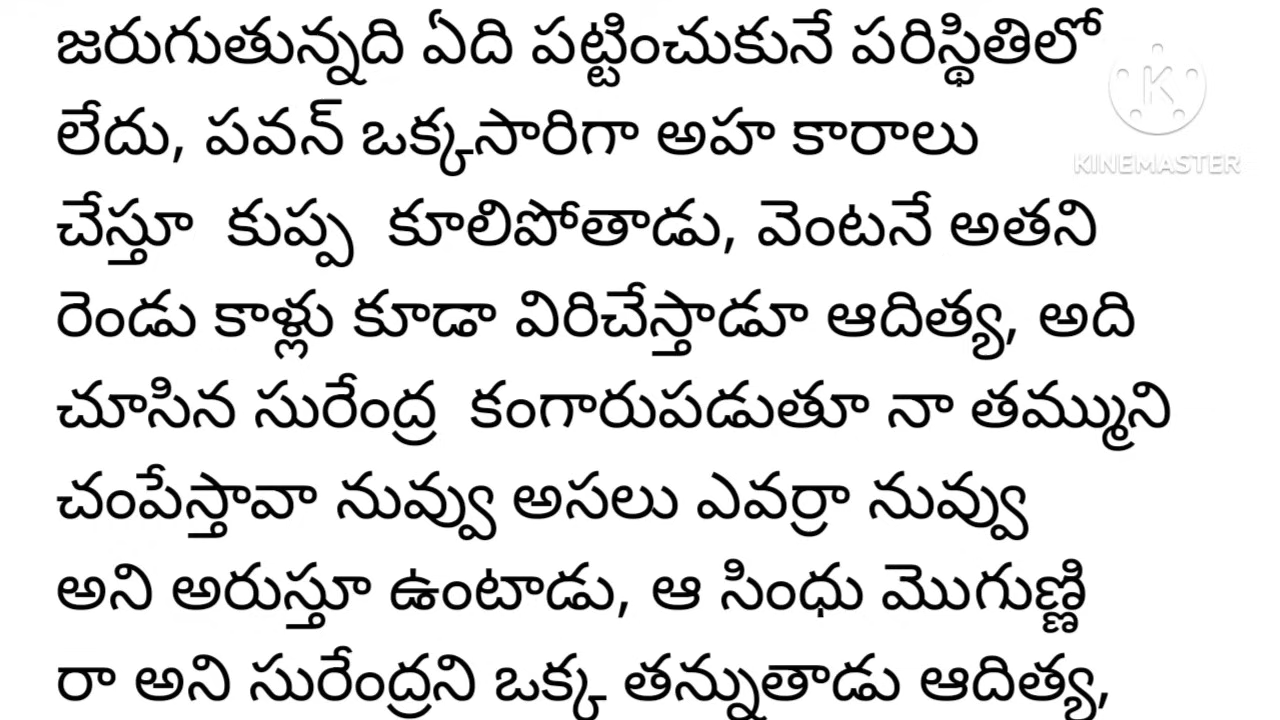 జరుగుతున్నది ఏది పట్టించుకునే పరిస్థితిలో
లేదు, పవన్ ఒక్కసారిగా అహ కారాలు
చేస్తూ కుప్ప కూలిపోతాడు, వెంటనే అతని
రెండు కాళ్లు కూడా విరిచేస్తాడూ ఆదిత్య, అది
చూసిన సురేంద్ర కంగారుపడుతూ నా తమ్ముని
చంపేస్తావా నువ్వు అసలు ఎవర్రా నువ్వు
అని అరుస్తూ ఉంటాడు, ఆ సింధు మొగుణ్ణి
రా అని సురేంద్రని ఒక్క తన్నుతాడు ఆదిత్య,
K
KINEMASTER